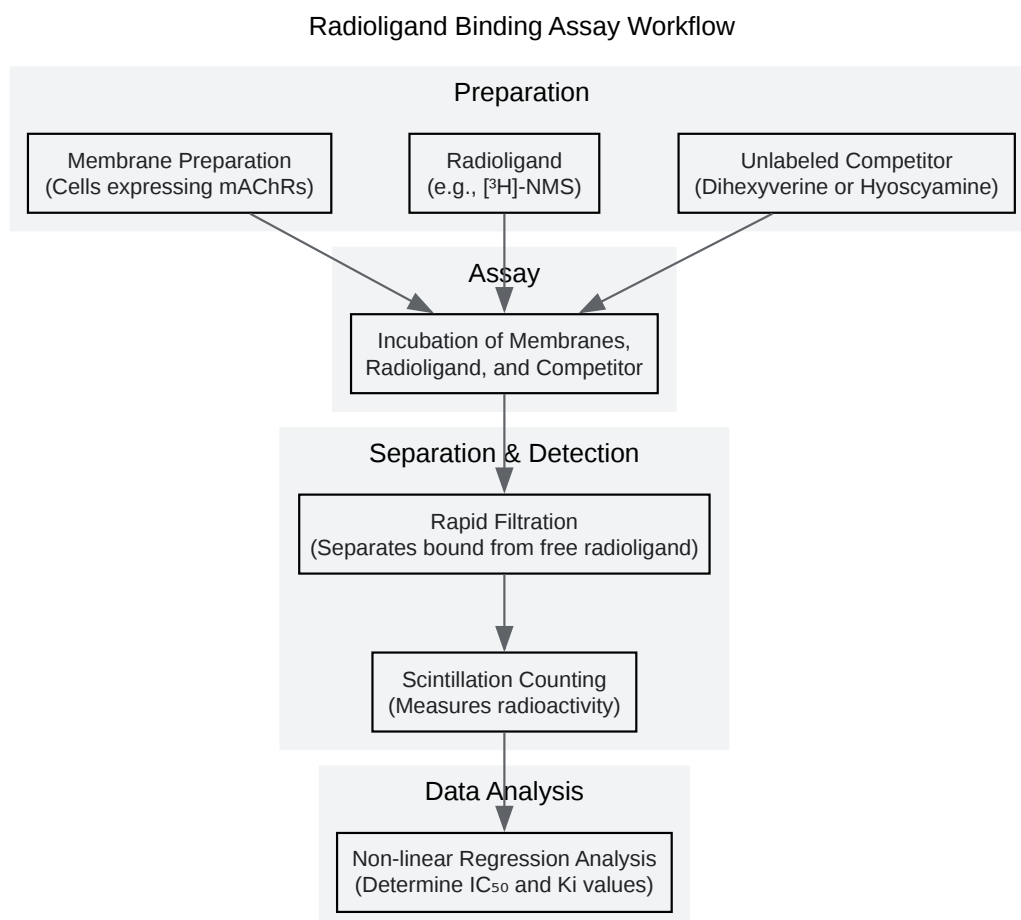 Radioligand Binding Assay Workflow
Preparation
Membrane Preparation
(Cells expressing mAChRs)
Radioligand
(e.g., [³H]-NMS)
Unlabeled Competitor
(Dihexyverine or Hyoscyamine)
Assay
Incubation of Membranes,
Radioligand, and Competitor
Separation & Detection
Rapid Filtration
(Separates bound from free radioligand)
Scintillation Counting
(Measures radioactivity)
Data Analysis
Non-linear Regression Analysis
(Determine IC₅₀ and Ki values)